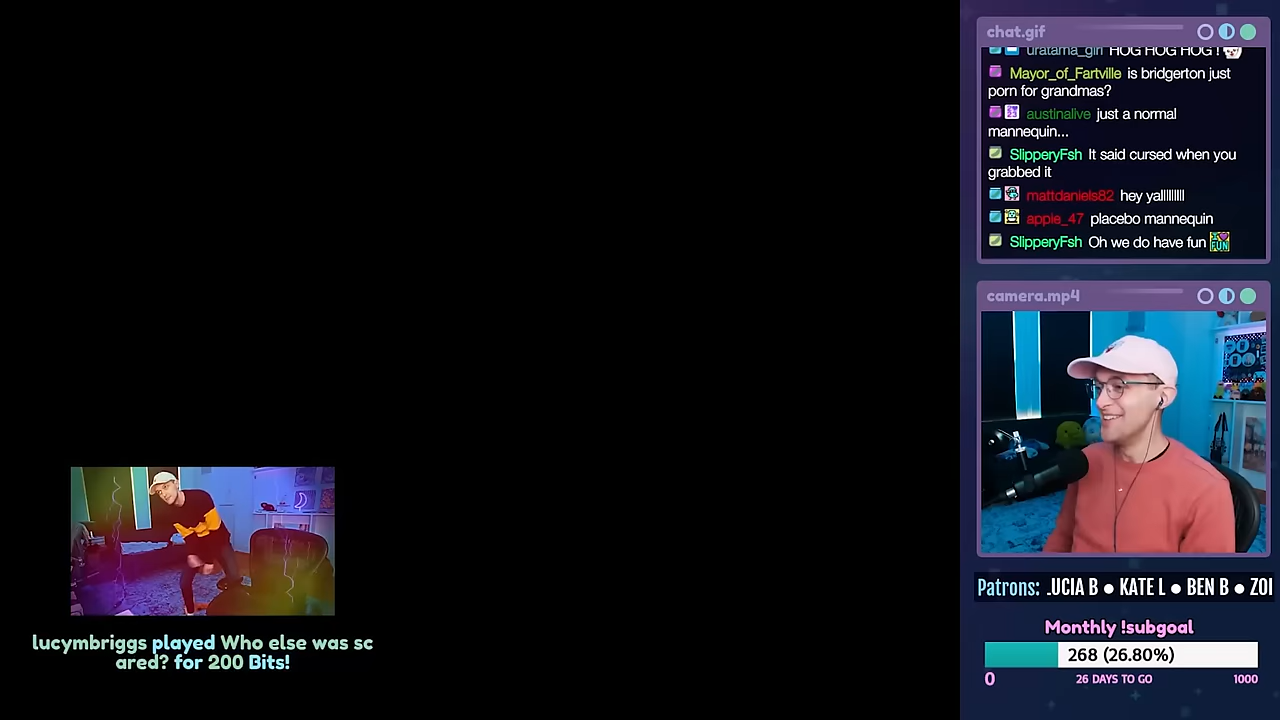 chat.gif
uratama_girl HOG HOG HOG !
Mayor_of_Fartville is bridgerton just
porn for grandmas?
austinalive just a normal
mannequin...
SlipperyFsh It said cursed when you
grabbed it
mattdaniels82 hey yallllllll
apple_47 placebo mannequin
SlipperyFsh Oh we do have fun
FUN
camera.mp4
lucymbriggs played Who else was sc
ared? for 200 Bits!
Patrons: UCIA B ● KATE L ● BEN B ● ZOI
Monthly !subgoal
268 (26.80%)
0 26 DAYS TO GO 1000